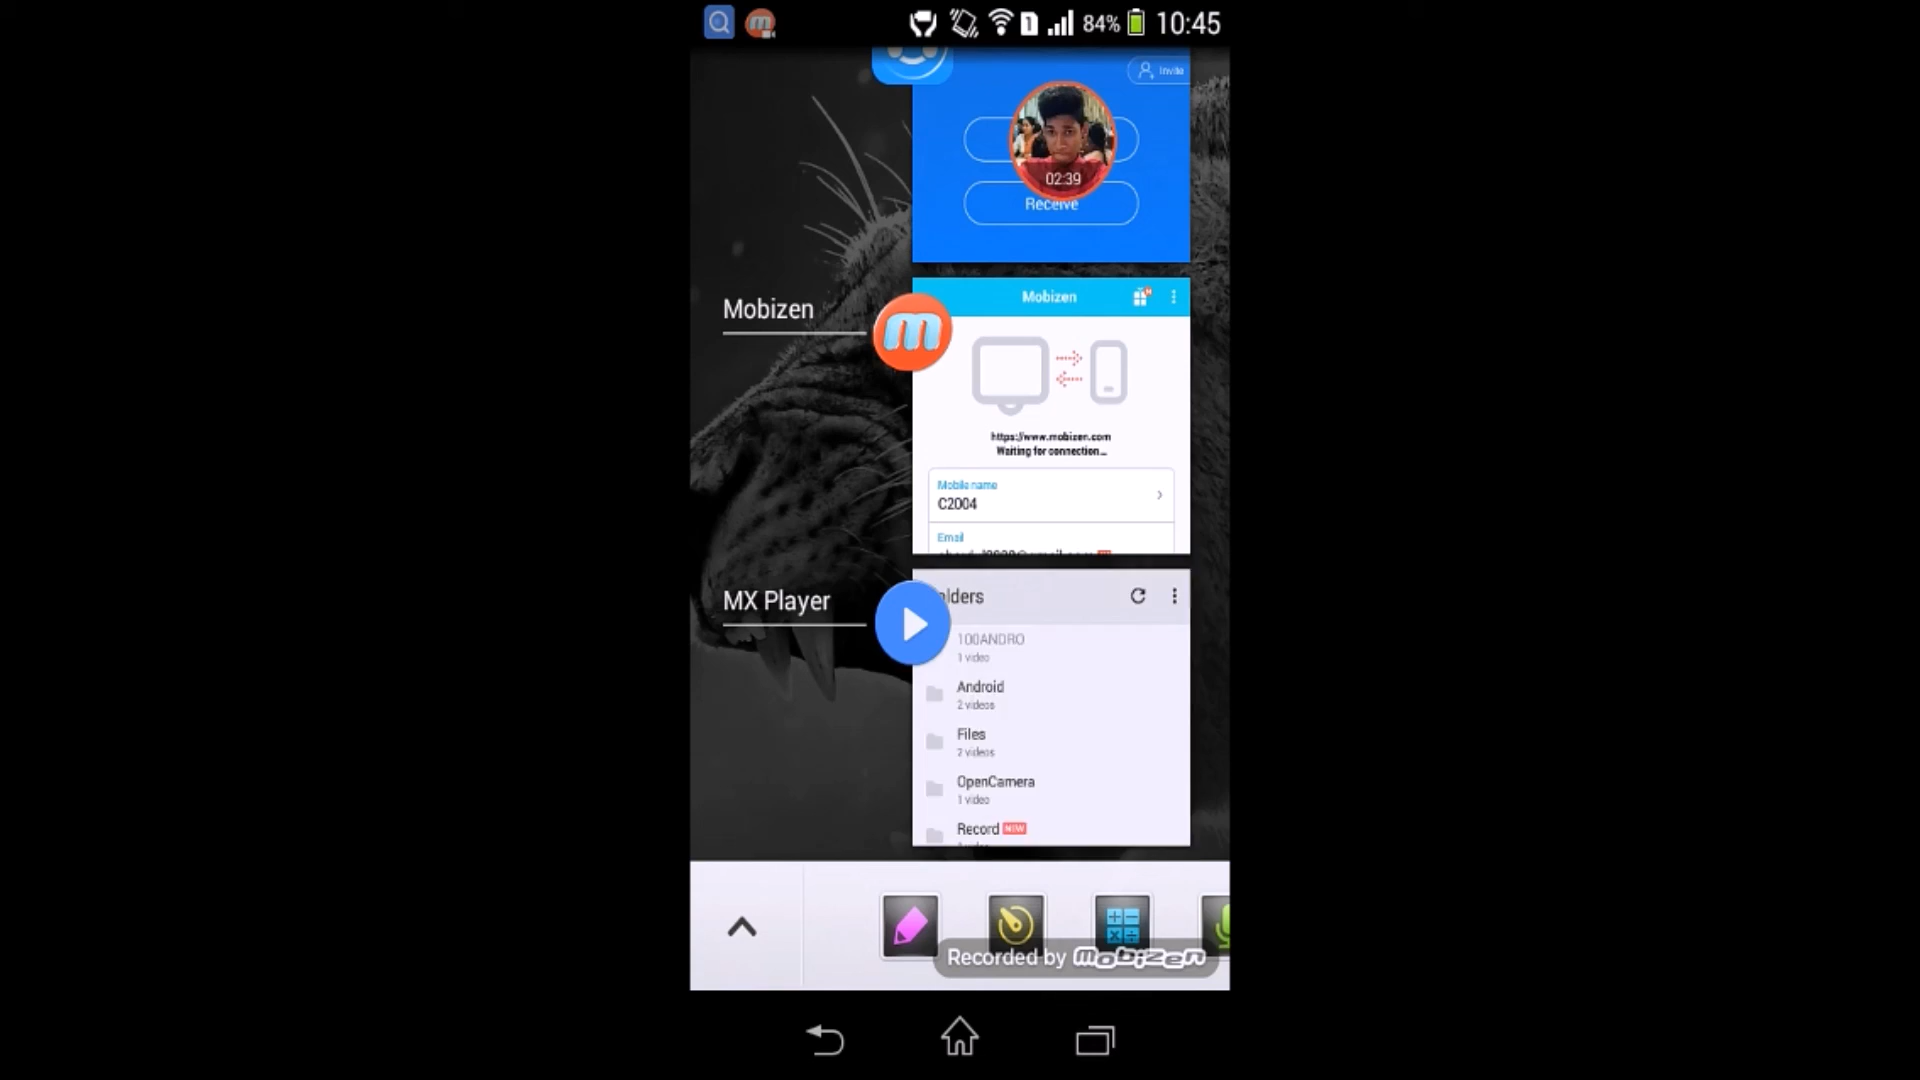 84% 10:45
Invite
02:39
Receive
Mobizen
Mobizen
https://www.mobizen.com
Waiting for connection...
Mobile name
C2004
Email
MX Player
lders
100ANDRO
1 video
Android
2 videos
Files
2 videos
OpenCamera
1 video
Record NEW
Recorded by mobizen